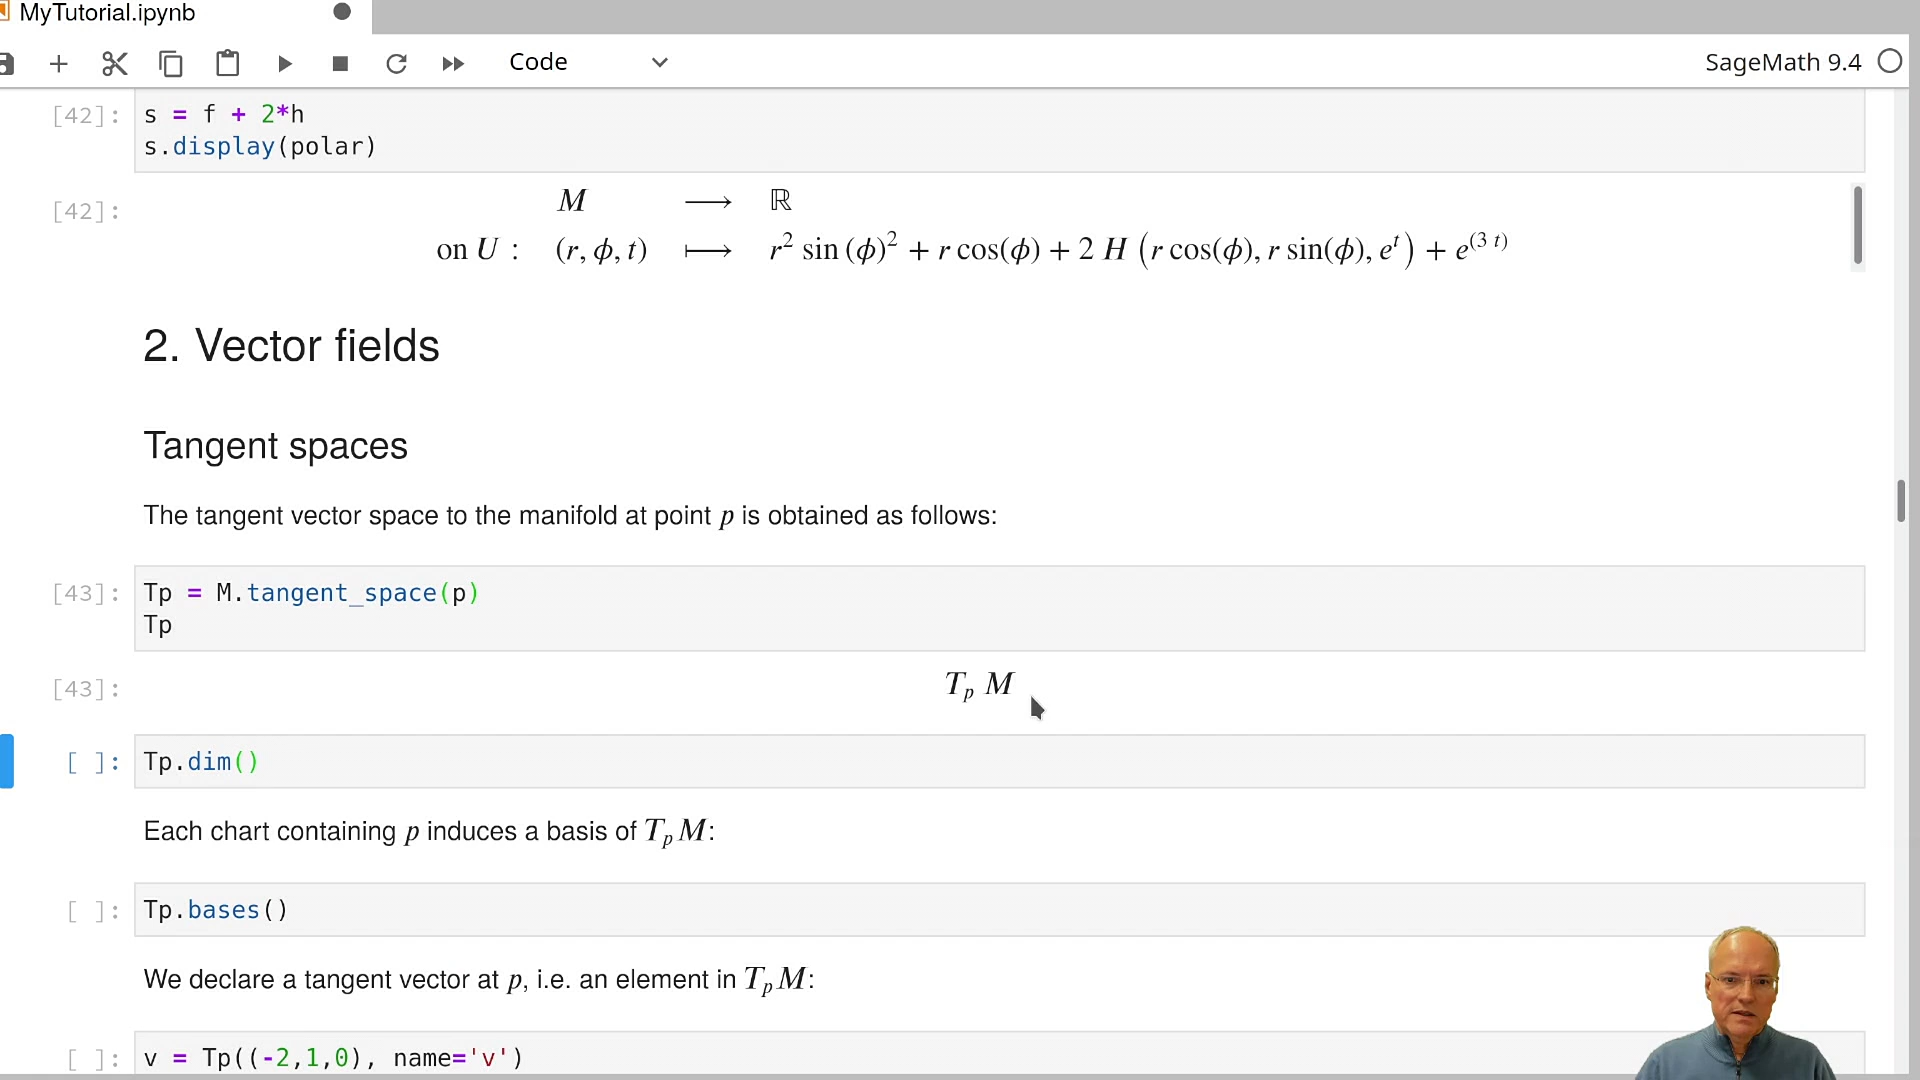 MyTutorial.ipynb
Code
SageMath 9.4
[42]: s = f + 2*h
s.display(polar)
[42]: M ⟶ ℝ
on U : (r, ϕ, t) ⟼ r² sin (ϕ)² + r cos(ϕ) + 2 H (r cos(ϕ), r sin(ϕ), eᵗ) + e^(3 t)
2. Vector fields
Tangent spaces
The tangent vector space to the manifold at point p is obtained as follows:
[43]: Tp = M.tangent_space(p)
Tp
[43]: Tₚ M
[ ]: Tp.dim()
Each chart containing p induces a basis of TₚM:
[ ]: Tp.bases()
We declare a tangent vector at p, i.e. an element in TₚM:
[ ]: v = Tp((-2,1,0), name='v')